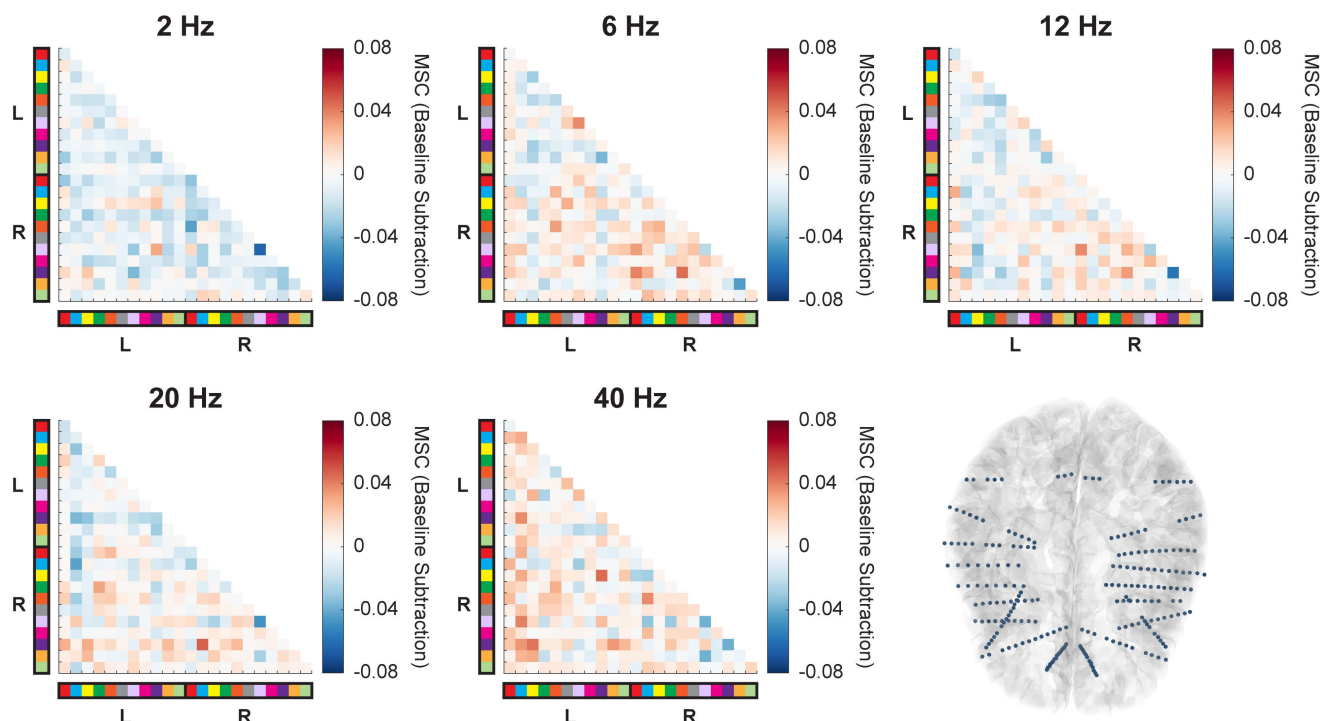 2 Hz
0.08
0.04
0
-0.04
-0.08
MSC (Baseline Subtraction)
L
R
L
R
6 Hz
0.08
0.04
0
-0.04
-0.08
MSC (Baseline Subtraction)
L
R
L
R
12 Hz
0.08
0.04
0
-0.04
-0.08
MSC (Baseline Subtraction)
L
R
L
R
20 Hz
0.08
0.04
0
-0.04
-0.08
MSC (Baseline Subtraction)
L
R
L
R
40 Hz
0.08
0.04
0
-0.04
-0.08
MSC (Baseline Subtraction)
L
R
L
R